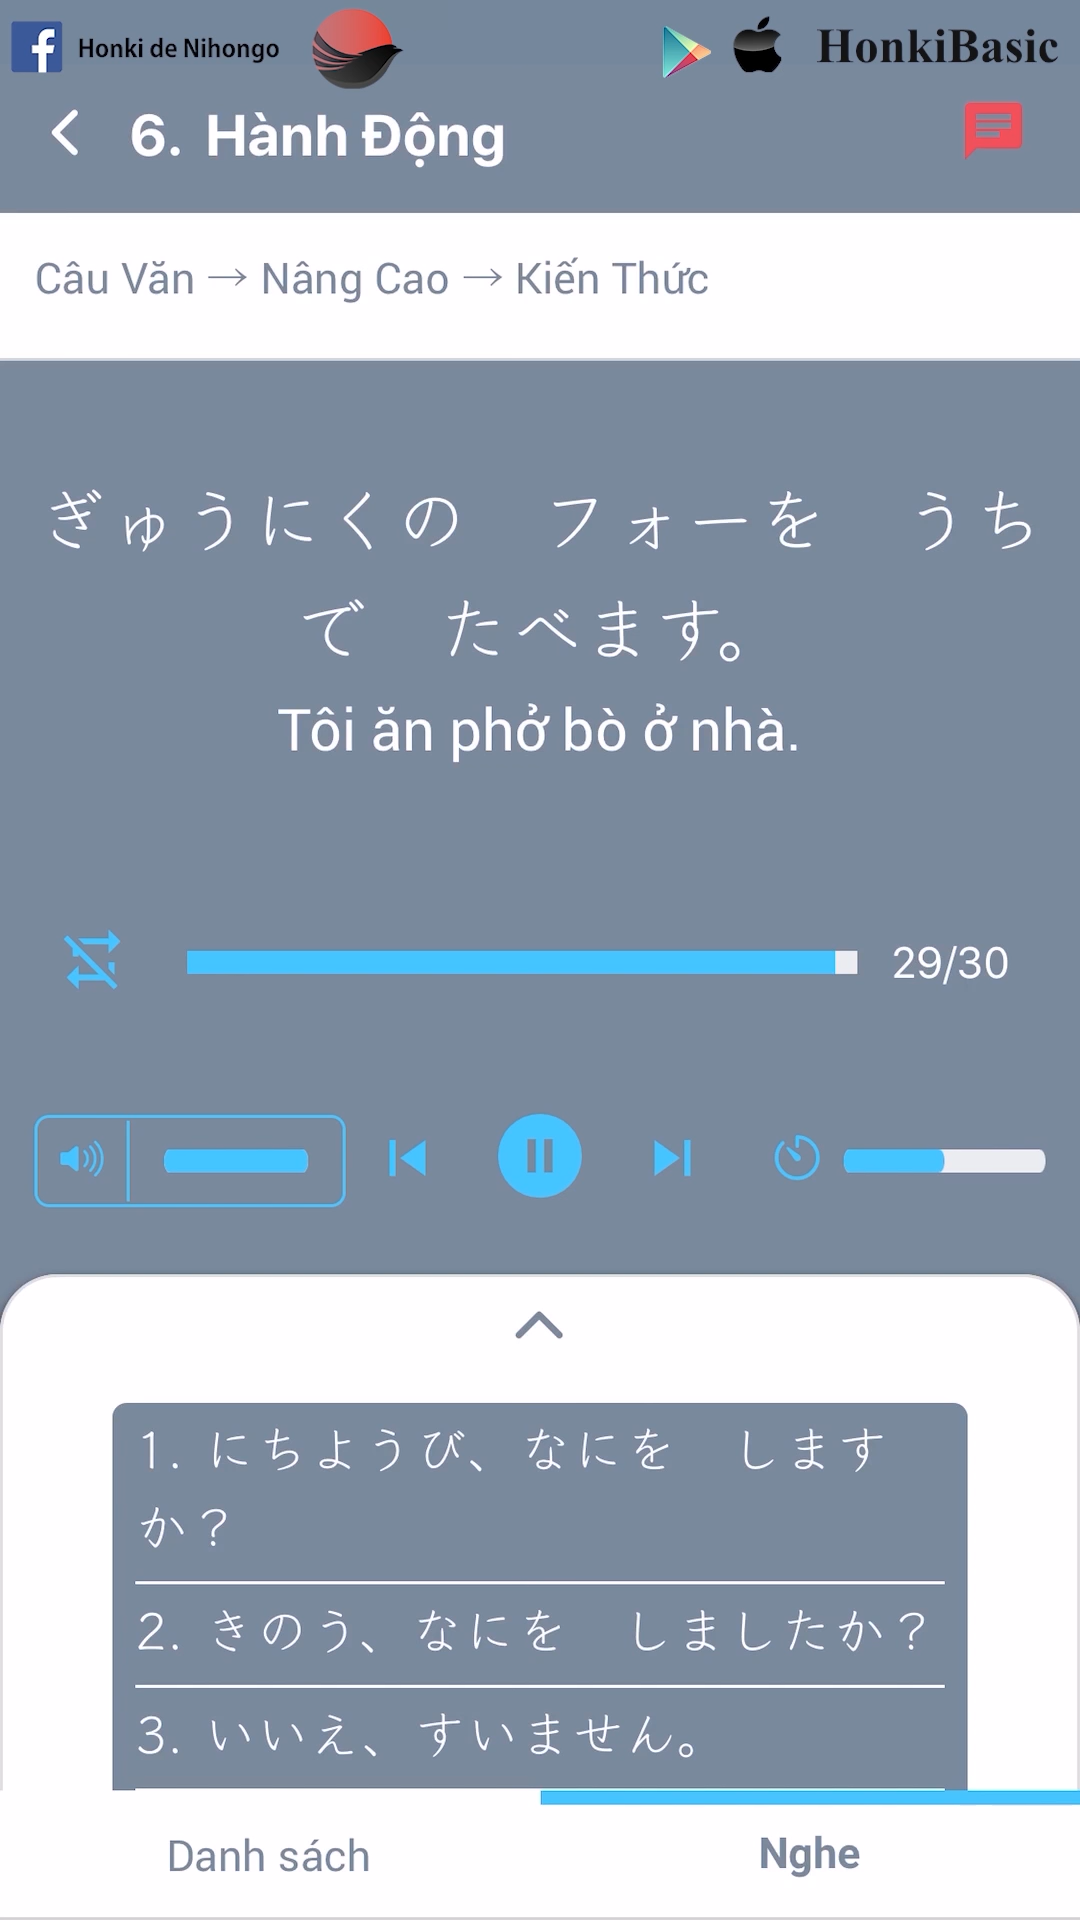 Honki de Nihongo
HonkiBasic
6. Hành Động
Câu Văn → Nâng Cao → Kiến Thức
ぎゅうにくの　フォーを　うち
で　たべます。
Tôi ăn phở bò ở nhà.
29/30
1. にちようび、なにを　します
か？
2. きのう、なにを　しましたか？
3. いいえ、すいません。
Danh sách
Nghe